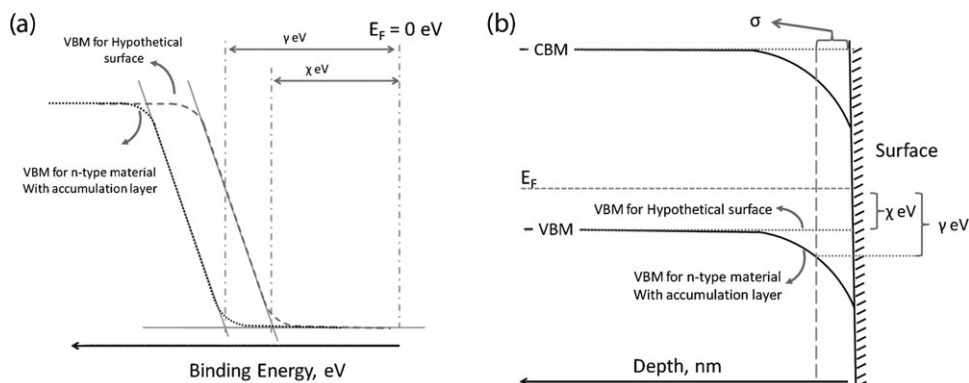 (a)
E_F = 0 eV
VBM for Hypothetical
surface
γ eV
χ eV
VBM for n-type material
With accumulation layer
Binding Energy, eV
(b)
σ
CBM
Surface
E_F
VBM for Hypothetical surface
χ eV
γ eV
VBM
VBM for n-type material
With accumulation layer
Depth, nm